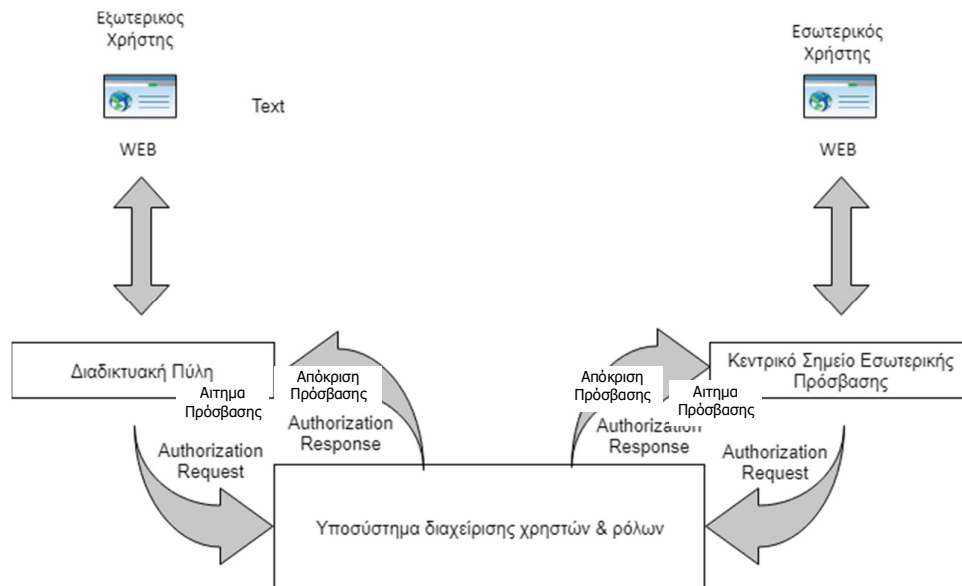 Εξωτερικός
Χρήστης
WEB
Text
Εσωτερικός
Χρήστης
WEB
Διαδικτυακή Πύλη
Αιτημα
Πρόσβασης
Απόκριση
Πρόσβασης
Authorization
Response
Authorization
Request
Απόκριση
Πρόσβασης
Αιτημα
Πρόσβασης
Κεντρικό Σημείο Εσωτερικής
Πρόσβασης
Authorization
Response
Authorization
Request
Υποσύστημα διαχείρισης χρηστών & ρόλων